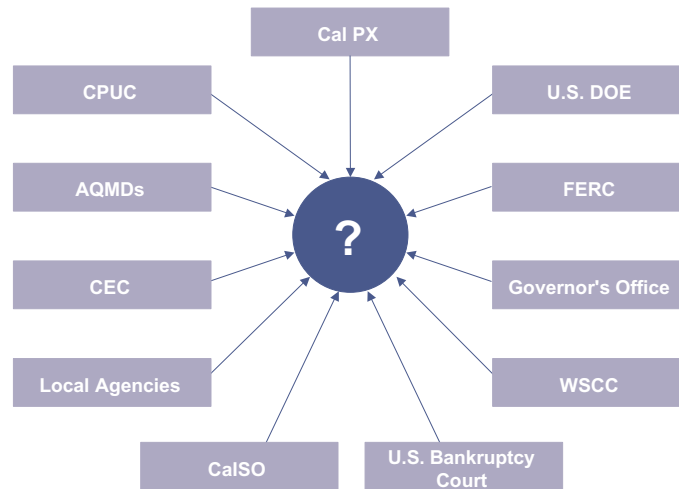 Cal PX
CPUC
U.S. DOE
AQMDs
FERC
?
CEC
Governor's Office
Local Agencies
WSCC
CalSO
U.S. Bankruptcy
Court